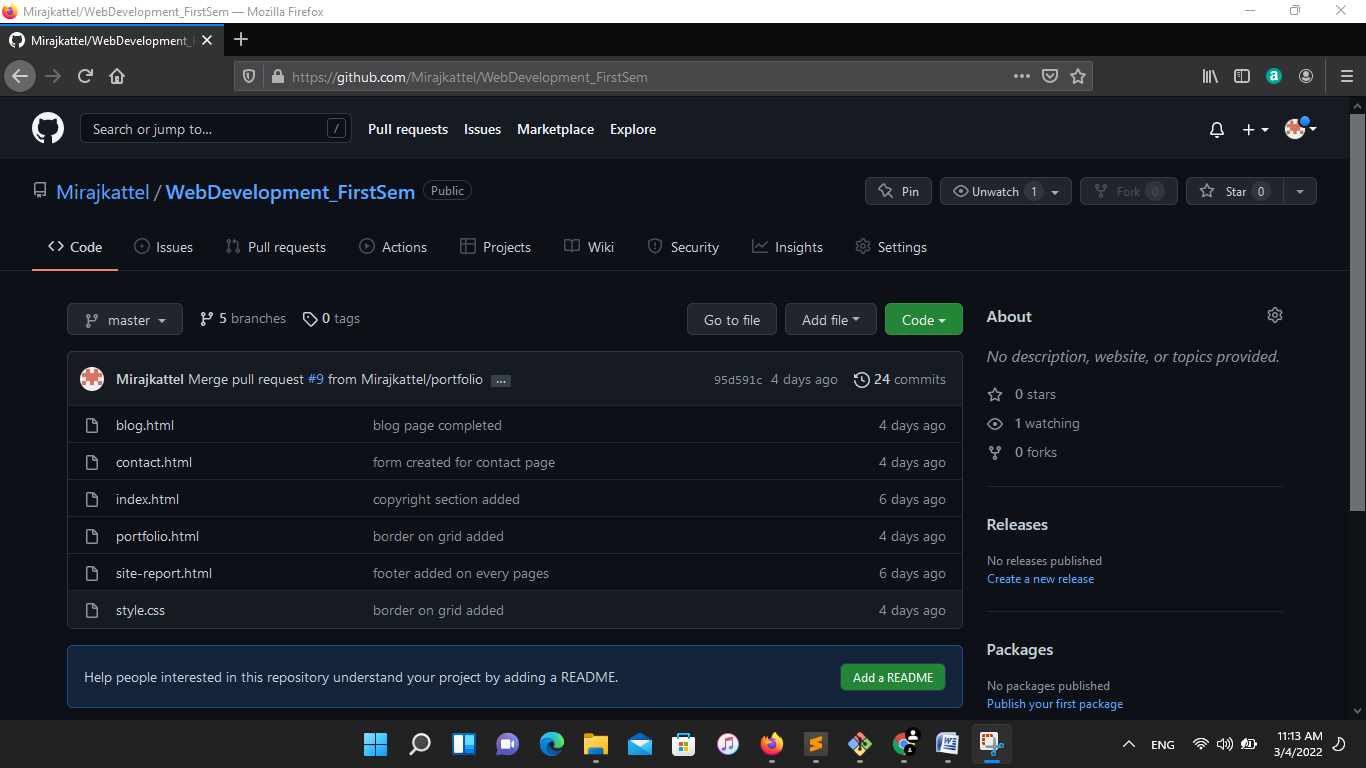 Mirajkattel/WebDevelopment_FirstSem — Mozilla Firefox
Mirajkattel/WebDevelopment_
https://github.com/Mirajkattel/WebDevelopment_FirstSem
Search or jump to... / Pull requests Issues Marketplace Explore
Mirajkattel / WebDevelopment_FirstSem Public Pin Unwatch 1 Fork 0 Star 0
Code Issues Pull requests Actions Projects Wiki Security Insights Settings
master 5 branches 0 tags Go to file Add file Code
Mirajkattel Merge pull request #9 from Mirajkattel/portfolio ... 95d591c 4 days ago 24 commits
blog.html blog page completed 4 days ago
contact.html form created for contact page 4 days ago
index.html copyright section added 6 days ago
portfolio.html border on grid added 4 days ago
site-report.html footer added on every pages 6 days ago
style.css border on grid added 4 days ago
Help people interested in this repository understand your project by adding a README. Add a README
About
No description, website, or topics provided.
0 stars
1 watching
0 forks
Releases
No releases published
Create a new release
Packages
No packages published
Publish your first package
ENG 11:13 AM
3/4/2022